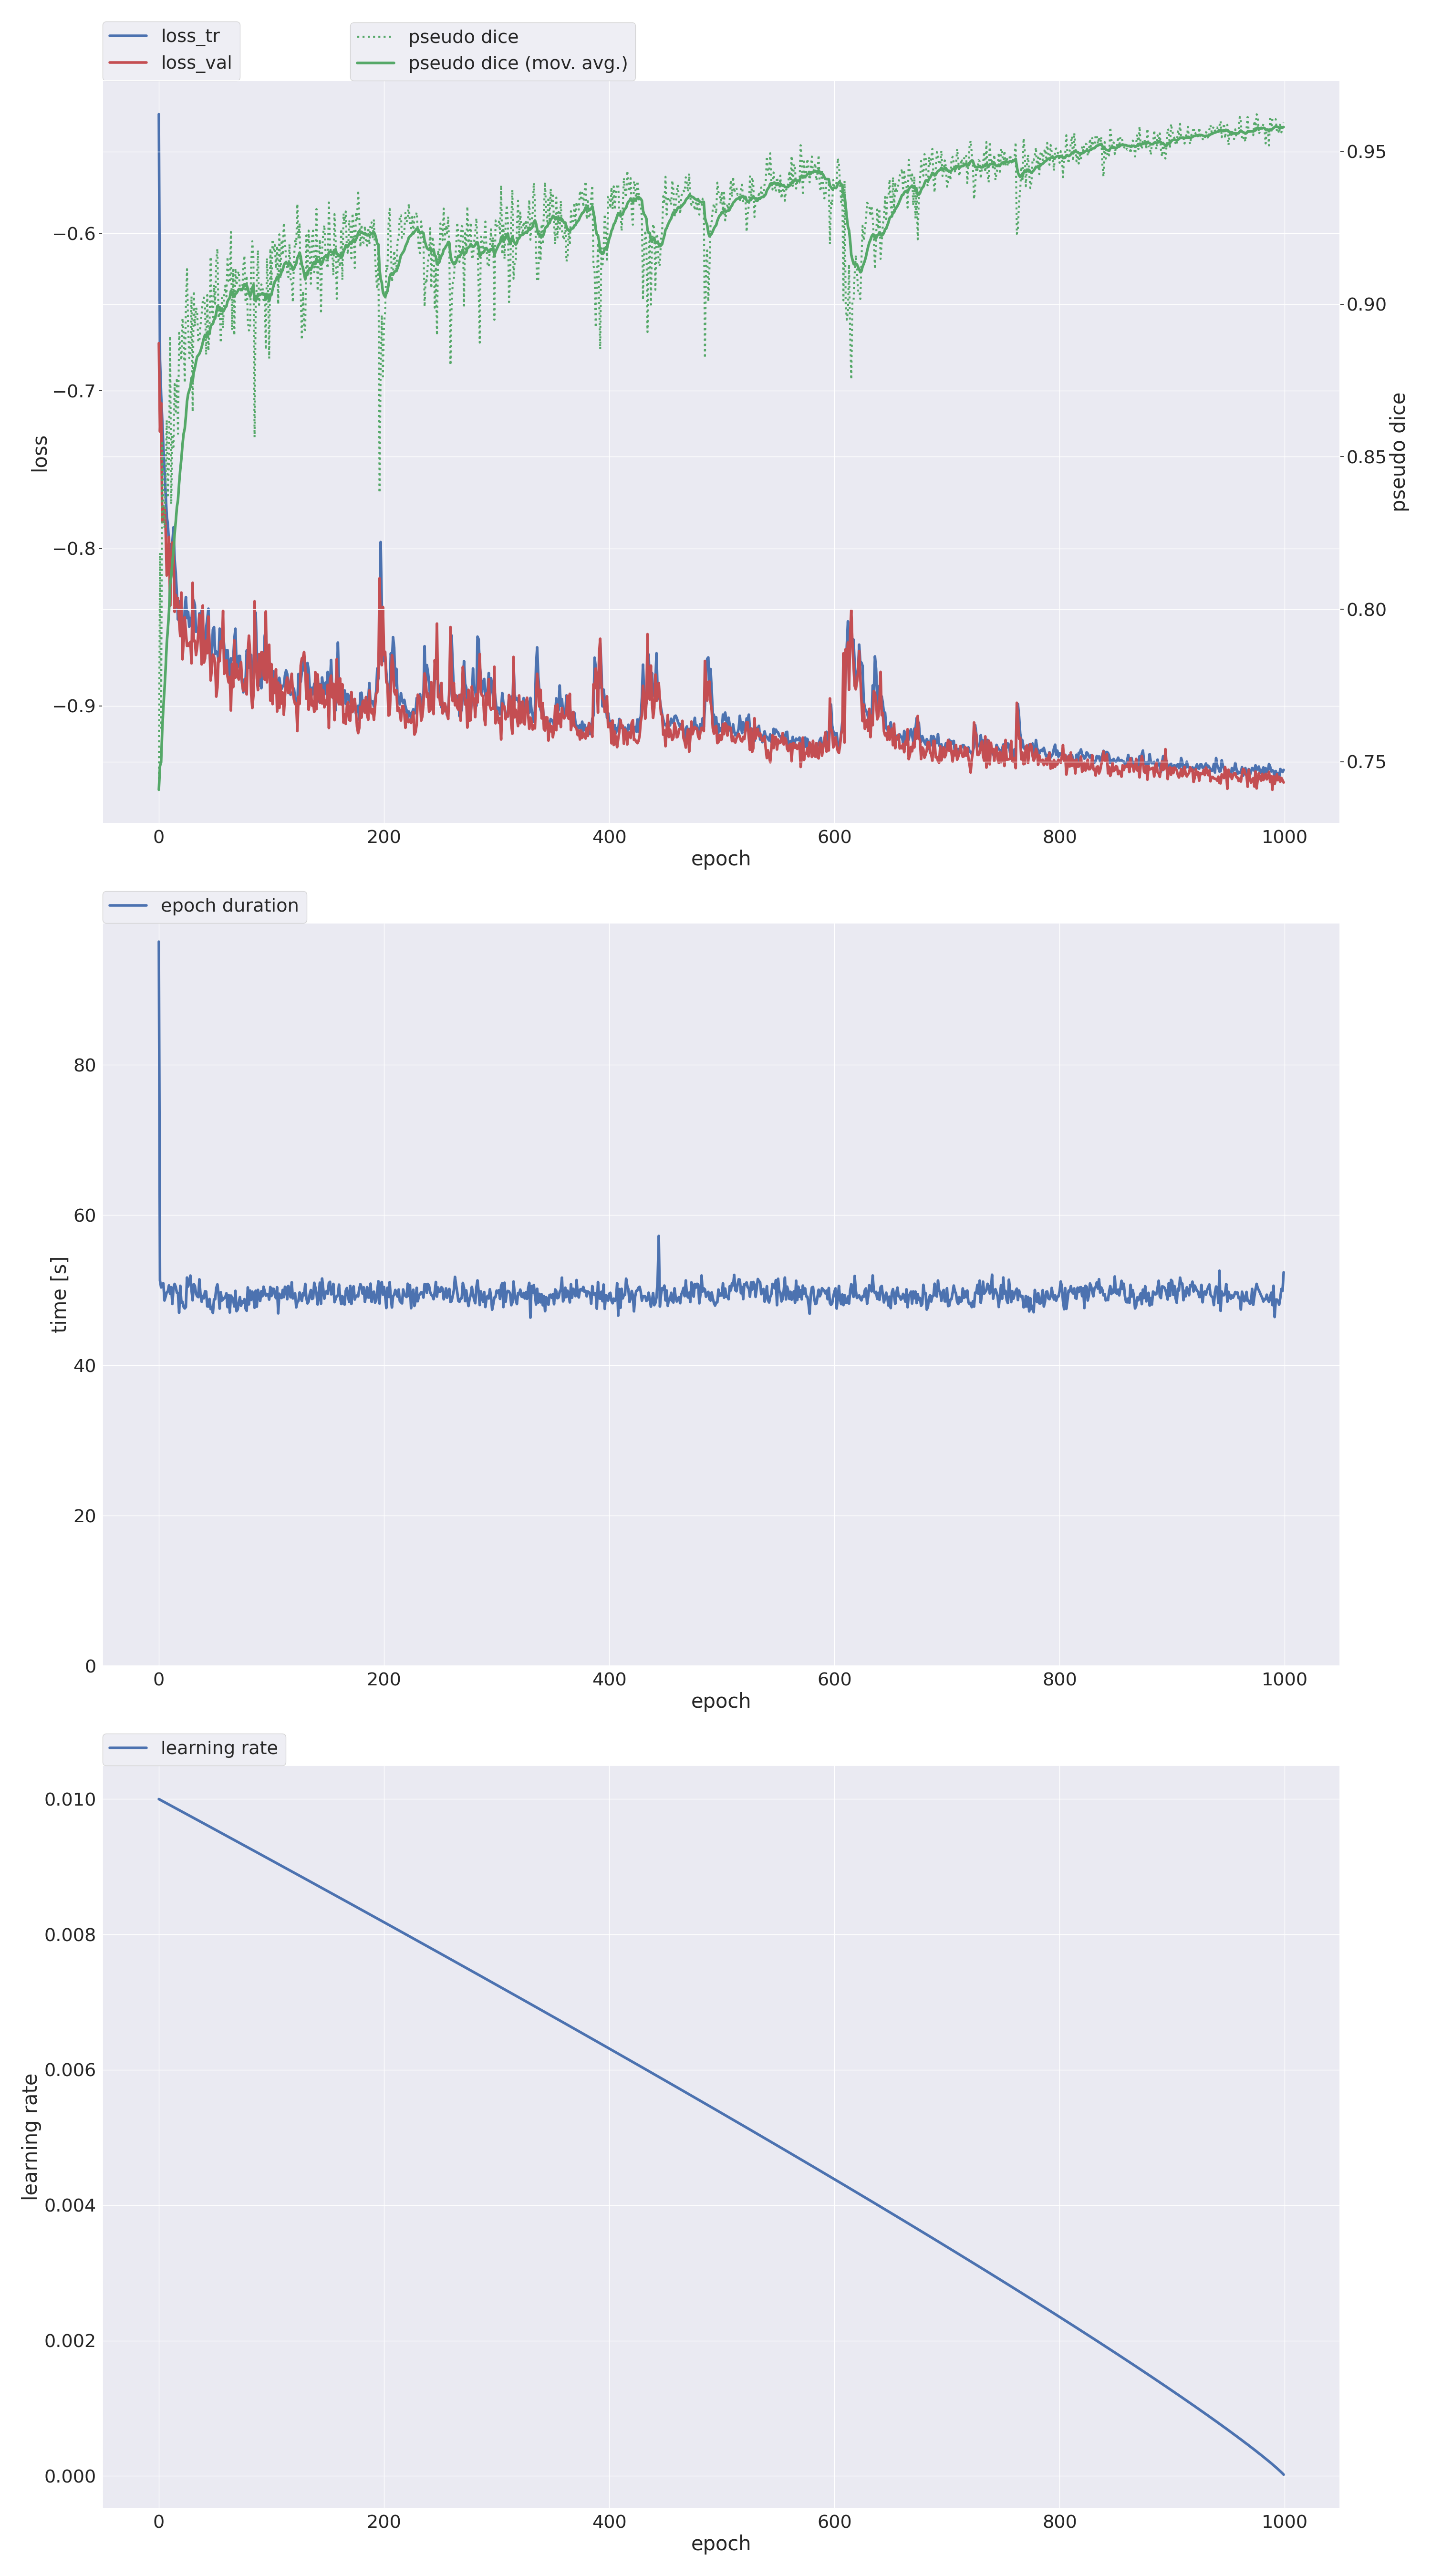 loss_tr
loss_val
pseudo dice
pseudo dice (mov. avg.)
−0.6
−0.7
−0.8
−0.9
loss
0.95
0.90
0.85
0.80
0.75
pseudo dice
0 200 400 600 800 1000
epoch
epoch duration
80
60
40
20
0
time [s]
0 200 400 600 800 1000
epoch
learning rate
0.010
0.008
0.006
0.004
0.002
0.000
learning rate
0 200 400 600 800 1000
epoch